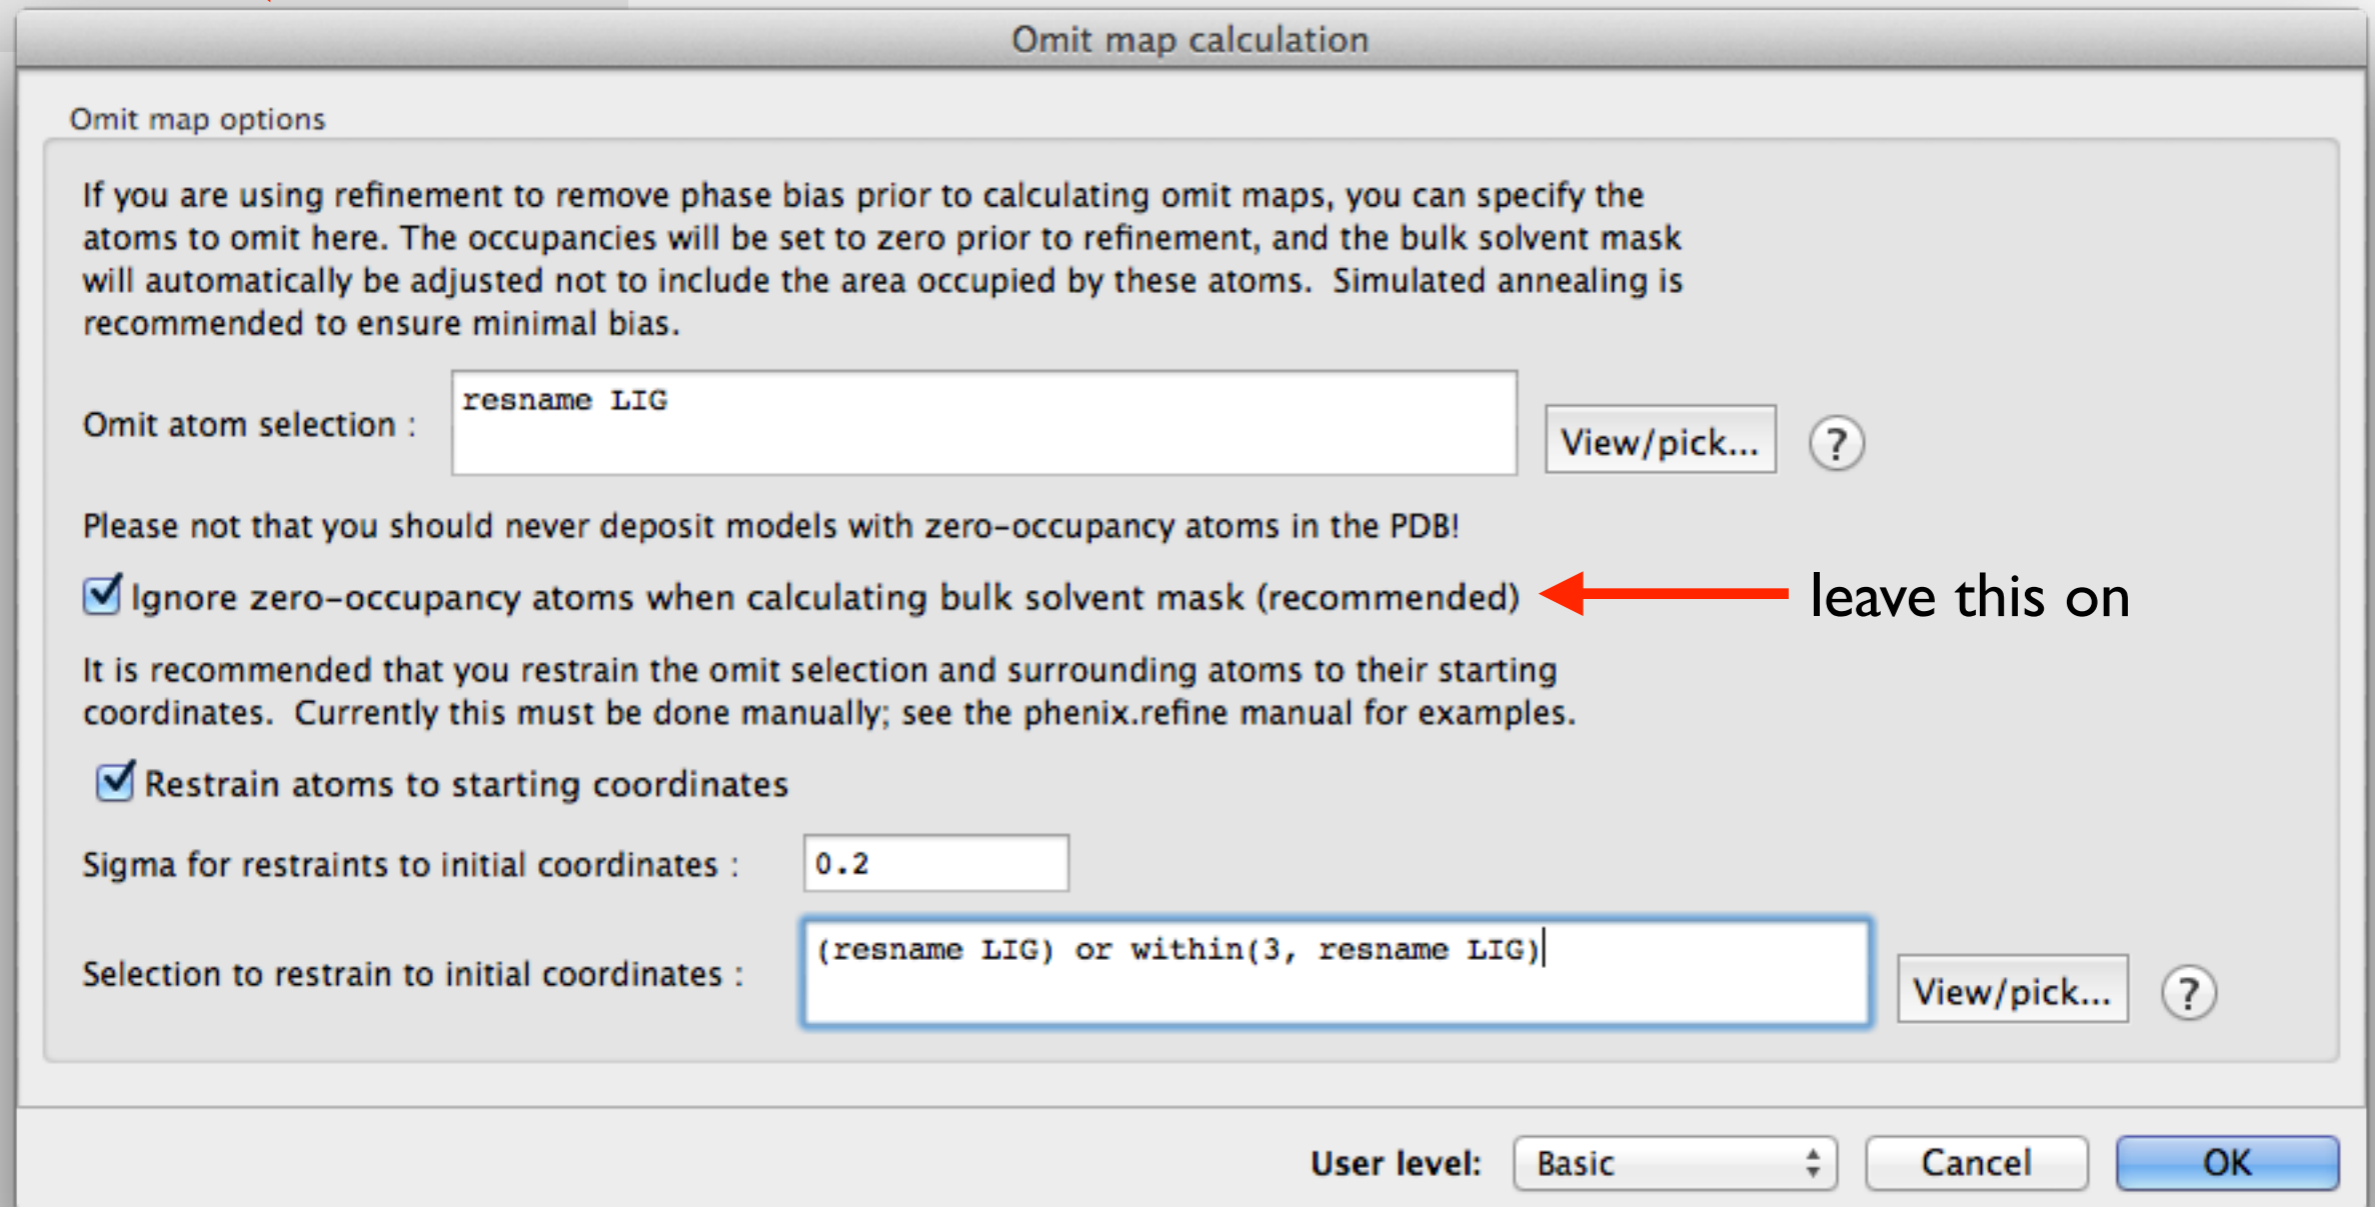 Omit map calculation
Omit map options
If you are using refinement to remove phase bias prior to calculating omit maps, you can specify the
atoms to omit here. The occupancies will be set to zero prior to refinement, and the bulk solvent mask
will automatically be adjusted not to include the area occupied by these atoms.  Simulated annealing is
recommended to ensure minimal bias.
Omit atom selection : resname LIG View/pick... ?
Please not that you should never deposit models with zero-occupancy atoms in the PDB!
Ignore zero-occupancy atoms when calculating bulk solvent mask (recommended) leave this on
It is recommended that you restrain the omit selection and surrounding atoms to their starting
coordinates.  Currently this must be done manually; see the phenix.refine manual for examples.
Restrain atoms to starting coordinates
Sigma for restraints to initial coordinates : 0.2
Selection to restrain to initial coordinates : (resname LIG) or within(3, resname LIG) View/pick... ?
User level: Basic Cancel OK